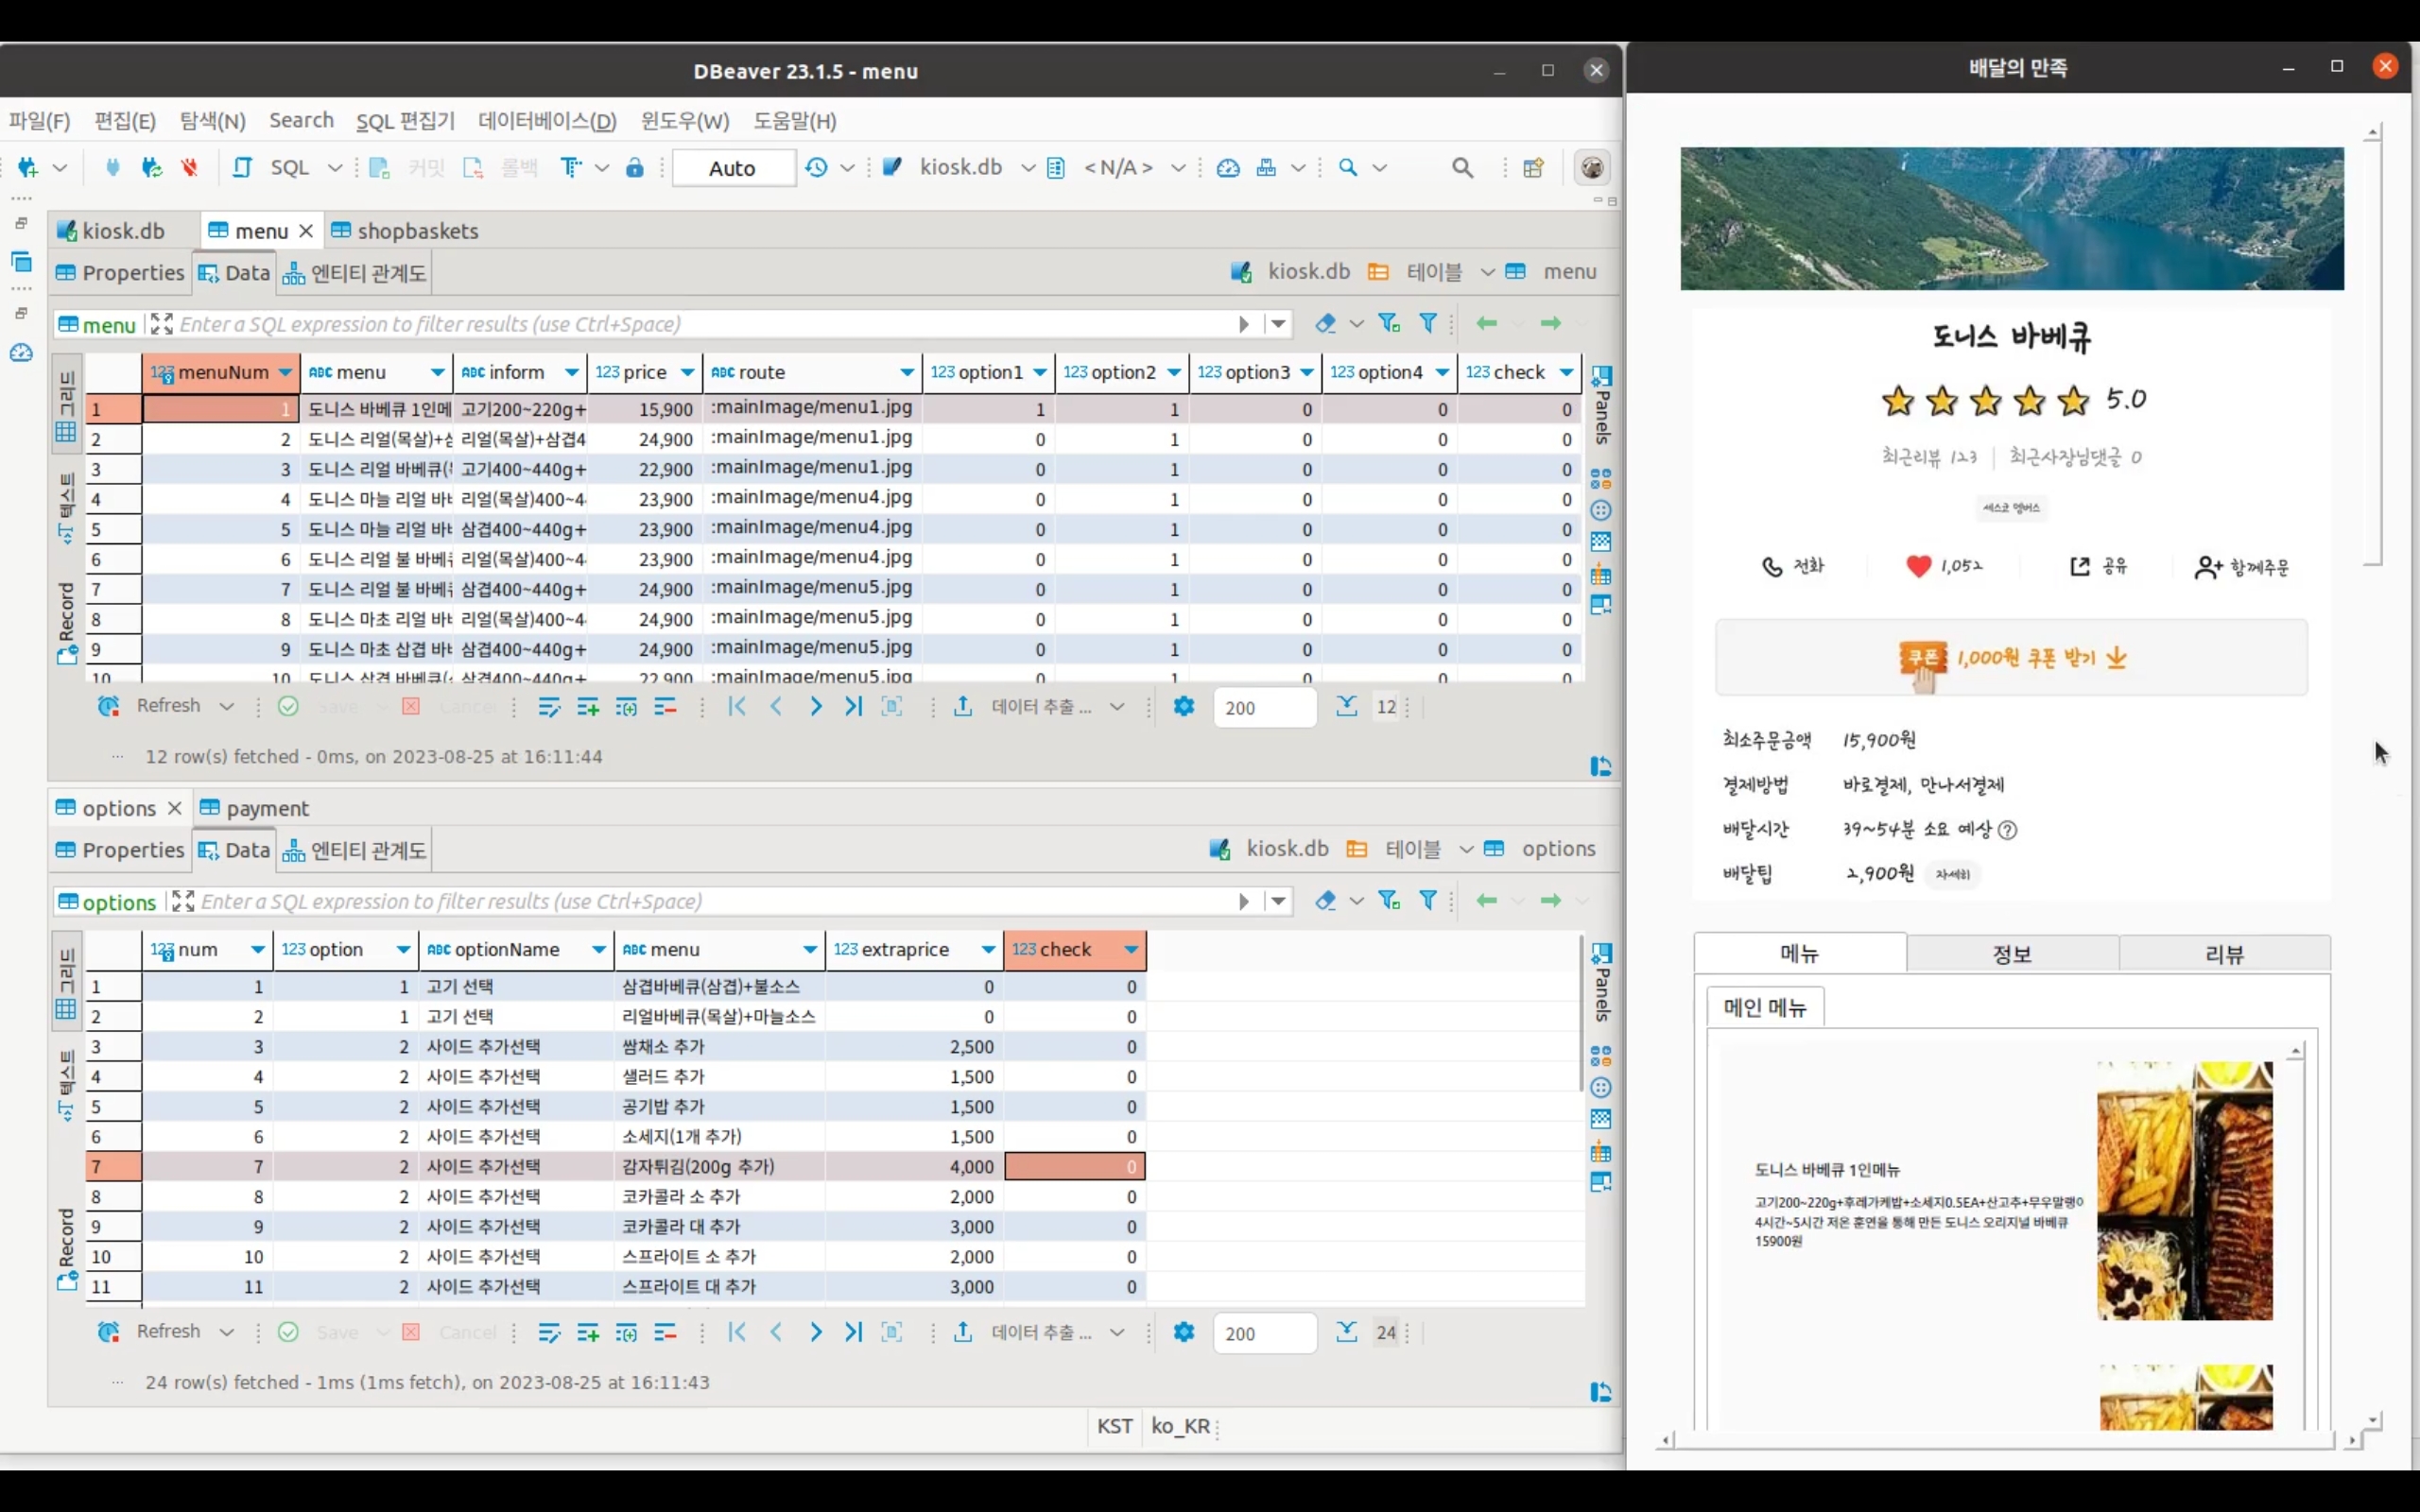 DBeaver 23.1.5 - menu
파일(F) 편집(E) 탐색(N) Search SQL 편집기 데이터베이스(D) 윈도우(W) 도움말(H)
SQL 커밋 롤백 Auto kiosk.db <N/A>
kiosk.db menu shopbaskets
Properties Data 엔티티 관계도 kiosk.db 테이블 menu
menu Enter a SQL expression to filter results (use Ctrl+Space)
그리드
텍스트
Record
Panels
123 menuNum ABC menu ABC inform 123 price ABC route 123 option1 123 option2 123 option3 123 option4 123 check
1 1 도니스 바베큐 1인메 고기200~220g+ 15,900 :mainImage/menu1.jpg 1 1 0 0 0
2 2 도니스 리얼(목살)+ 리얼(목살)+삼겹4 24,900 :mainImage/menu1.jpg 0 1 0 0 0
3 3 도니스 리얼 바베큐( 고기400~440g+ 22,900 :mainImage/menu1.jpg 0 1 0 0 0
4 4 도니스 마늘 리얼 바 리얼(목살)400~4 23,900 :mainImage/menu4.jpg 0 1 0 0 0
5 5 도니스 마늘 리얼 바 삼겹400~440g+ 23,900 :mainImage/menu4.jpg 0 1 0 0 0
6 6 도니스 리얼 불 바베큐 리얼(목살)400~4 23,900 :mainImage/menu4.jpg 0 1 0 0 0
7 7 도니스 리얼 불 바베큐 삼겹400~440g+ 24,900 :mainImage/menu5.jpg 0 1 0 0 0
8 8 도니스 마초 리얼 바 리얼(목살)400~4 24,900 :mainImage/menu5.jpg 0 1 0 0 0
9 9 도니스 마초 삼겹 바 삼겹400~440g+ 24,900 :mainImage/menu5.jpg 0 1 0 0 0
10 10 도니스 삼겹 바베큐( 삼겹400~440g+ 22,900 :mainImage/menu5.jpg 0 1 0 0 0
Refresh Save Cancel 데이터 추출 ... 200 12
... 12 row(s) fetched - 0ms, on 2023-08-25 at 16:11:44
options payment
Properties Data 엔티티 관계도 kiosk.db 테이블 options
options Enter a SQL expression to filter results (use Ctrl+Space)
그리드
텍스트
Record
Panels
123 num 123 option ABC optionName ABC menu 123 extraprice 123 check
1 1 1 고기 선택 삼겹바베큐(삼겹)+불소스 0 0
2 2 1 고기 선택 리얼바베큐(목살)+마늘소스 0 0
3 3 2 사이드 추가선택 쌈채소 추가 2,500 0
4 4 2 사이드 추가선택 샐러드 추가 1,500 0
5 5 2 사이드 추가선택 공기밥 추가 1,500 0
6 6 2 사이드 추가선택 소세지(1개 추가) 1,500 0
7 7 2 사이드 추가선택 감자튀김(200g 추가) 4,000 0
8 8 2 사이드 추가선택 코카콜라 소 추가 2,000 0
9 9 2 사이드 추가선택 코카콜라 대 추가 3,000 0
10 10 2 사이드 추가선택 스프라이트 소 추가 2,000 0
11 11 2 사이드 추가선택 스프라이트 대 추가 3,000 0
Refresh Save Cancel 데이터 추출 ... 200 24
... 24 row(s) fetched - 1ms (1ms fetch), on 2023-08-25 at 16:11:43
KST ko_KR
배달의 만족
도니스 바베큐
5.0
최근리뷰 123 | 최근사장님댓글 0
세스코 멤버스
전화 1,052 공유 함께주문
쿠폰 1,000원 쿠폰 받기
최소주문금액 15,900원
결제방법 바로결제, 만나서결제
배달시간 39~54분 소요 예상 ?
배달팁 2,900원 자세히
메뉴 정보 리뷰
메인 메뉴
도니스 바베큐 1인메뉴
고기200~220g+후레가케밥+소세지0.5EA+산고추+무우말랭이
4시간~5시간 저온 훈연을 통해 만든 도니스 오리지널 바베큐
15900원